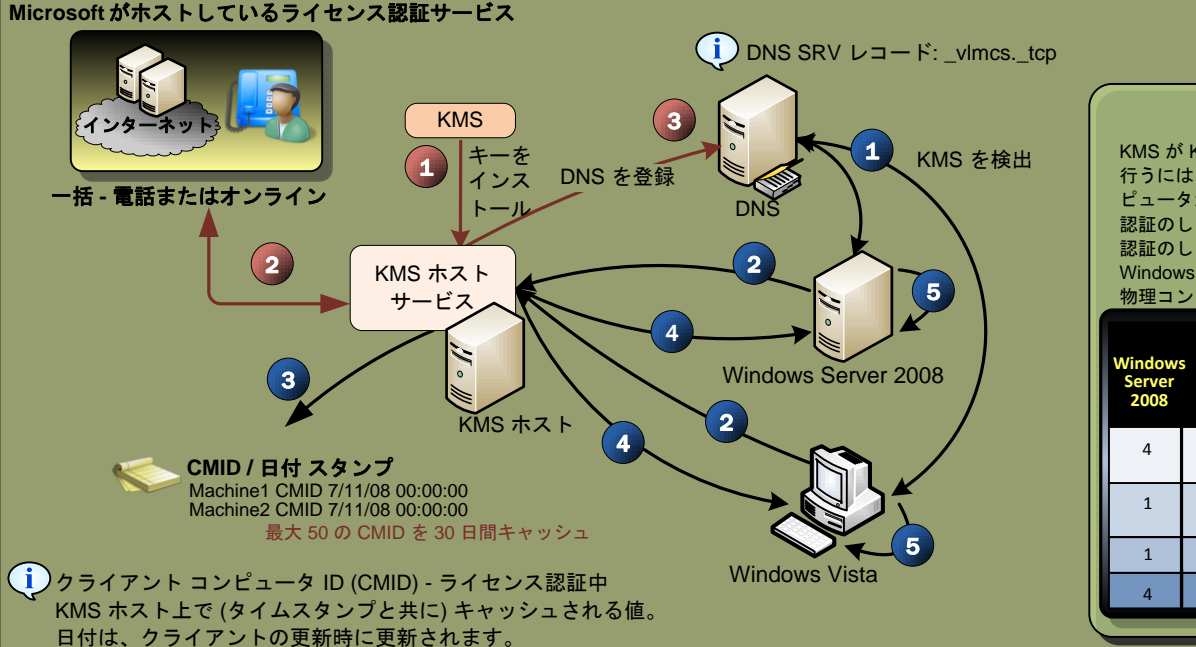 Microsoft がホストしているライセンス認証サービス
DNS SRV レコード: _vlmcs._tcp
インターネット
一括 - 電話またはオンライン
KMS
1
キーを
インス
トール
3
DNS を登録
DNS
1
KMS を検出
2
KMS ホスト
サービス
2
5
4
Windows Server 2008
3
KMS ホスト
2
4
5
Windows Vista
CMID / 日付 スタンプ
Machine1 CMID 7/11/08 00:00:00
Machine2 CMID 7/11/08 00:00:00
最大 50 の CMID を 30 日間キャッシュ
クライアント コンピュータ ID (CMID) - ライセンス認証中
KMS ホスト上で (タイムスタンプと共に) キャッシュされる値。
日付は、クライアントの更新時に更新されます。
KMS が
行うには
ピュータ
認証のし
認証のし
Windows
物理コン
Windows
Server
2008
4
1
1
4